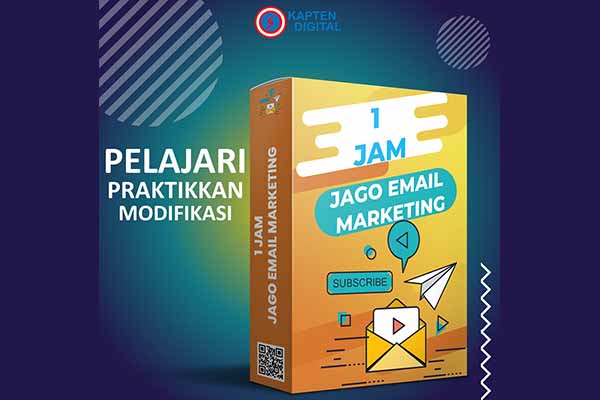 KAPTEN
DIGITAL
PELAJARI
PRAKTIKKAN
MODIFIKASI
1 JAM
JAGO EMAIL MARKETING
1
JAM
JAGO EMAIL
MARKETING
SUBSCRIBE